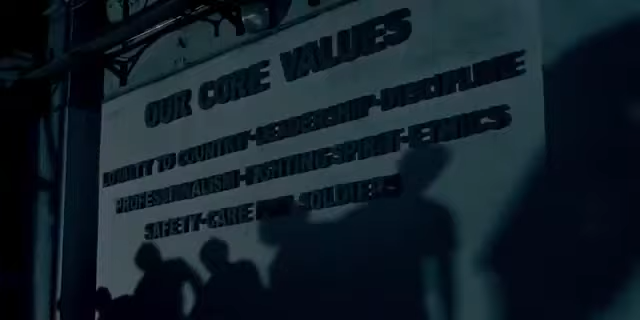 OUR CORE VALUES
LOYALTY TO COUNTRY-LEADERSHIP-DISCIPLINE
PROFESSIONALISM-FIGHTING SPIRIT-ETHICS
SAFETY-CARE FOR SOLDIERS